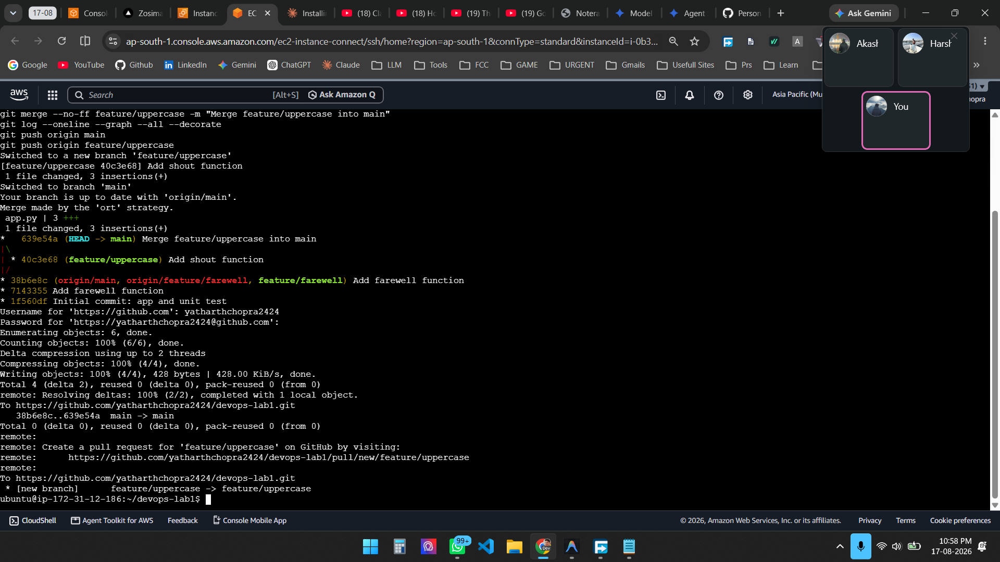 17-08
Consol
Zosima
Instanc
EC
Installin
(18) Cl
(18) Ho
(19) Th
(19) Go
Notera
Model
Agent
Person
Ask Gemini
ap-south-1.console.aws.amazon.com/ec2-instance-connect/ssh/home?region=ap-south-1&connType=standard&instanceId=i-0b3...
A
Akash
Harsh
You
Google
YouTube
Github
LinkedIn
Gemini
ChatGPT
Claude
LLM
Tools
FCC
GAME
URGENT
Gmails
Usefull Sites
Prs
Learn
aws
Search
[Alt+S]
Ask Amazon Q
Asia Pacific (Mu
51)
hopra
git merge --no-ff feature/uppercase -m "Merge feature/uppercase into main"
git log --oneline --graph --all --decorate
git push origin main
git push origin feature/uppercase
Switched to a new branch 'feature/uppercase'
[feature/uppercase 40c3e68] Add shout function
 1 file changed, 3 insertions(+)
Switched to branch 'main'
Your branch is up to date with 'origin/main'.
Merge made by the 'ort' strategy.
 app.py | 3 +++
 1 file changed, 3 insertions(+)
*   639e54a (HEAD -> main) Merge feature/uppercase into main
|\
| * 40c3e68 (feature/uppercase) Add shout function
|/
* 38b6e8c (origin/main, origin/feature/farewell, feature/farewell) Add farewell function
* 7143355 Add farewell function
* 1f560df Initial commit: app and unit test
Username for 'https://github.com': yatharthchopra2424
Password for 'https://yatharthchopra2424@github.com':
Enumerating objects: 6, done.
Counting objects: 100% (6/6), done.
Delta compression using up to 2 threads
Compressing objects: 100% (4/4), done.
Writing objects: 100% (4/4), 428 bytes | 428.00 KiB/s, done.
Total 4 (delta 2), reused 0 (delta 0), pack-reused 0 (from 0)
remote: Resolving deltas: 100% (2/2), completed with 1 local object.
To https://github.com/yatharthchopra2424/devops-lab1.git
   38b6e8c..639e54a  main -> main
Total 0 (delta 0), reused 0 (delta 0), pack-reused 0 (from 0)
remote:
remote: Create a pull request for 'feature/uppercase' on GitHub by visiting:
remote:      https://github.com/yatharthchopra2424/devops-lab1/pull/new/feature/uppercase
remote:
To https://github.com/yatharthchopra2424/devops-lab1.git
 * [new branch]      feature/uppercase -> feature/uppercase
ubuntu@ip-172-31-12-186:~/devops-lab1$
CloudShell
Agent Toolkit for AWS
Feedback
Console Mobile App
© 2026, Amazon Web Services, Inc. or its affiliates.
Privacy
Terms
Cookie preferences
99+
Dev
10:58 PM
17-08-2026